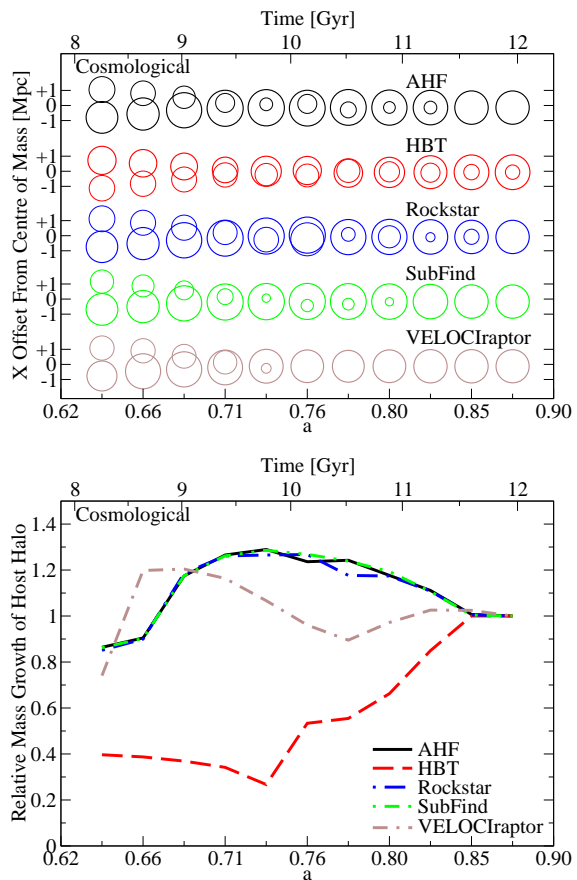 Time [Gyr]
8 9 10 11 12
Cosmological
X Offset From Centre of Mass [Mpc]
+1
0
-1
AHF
+1
0
-1
HBT
+1
0
-1
Rockstar
+1
0
-1
SubFind
+1
0
-1
VELOCIraptor
0.62 0.66 0.71 0.76 0.80 0.85 0.90
a
Time [Gyr]
8 9 10 11 12
Cosmological
Relative Mass Growth of Host Halo
1.4
1.2
1
0.8
0.6
0.4
0.2
0
AHF
HBT
Rockstar
SubFind
VELOCIraptor
0.62 0.66 0.71 0.76 0.80 0.85 0.90
a